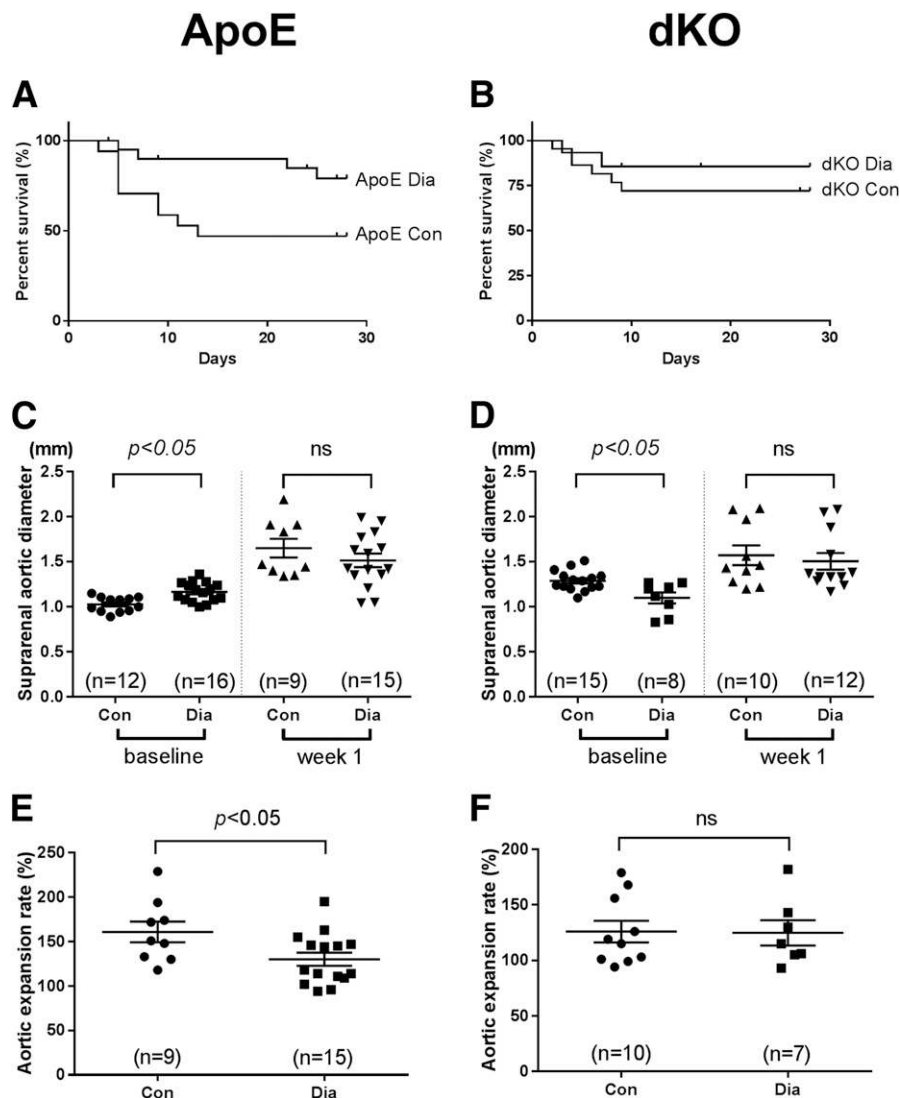 ApoE
dKO
A
Percent survival (%)
100
50
0
0 10 20 30
Days
ApoE Dia
ApoE Con
B
Percent survival (%)
100
75
50
25
0
0 10 20 30
Days
dKO Dia
dKO Con
C
(mm)
Suprarenal aortic diameter
2.5
2.0
1.5
1.0
0.5
0.0
p<0.05
ns
(n=12) (n=16) (n=9) (n=15)
Con Dia Con Dia
baseline week 1
D
(mm)
Suprarenal aortic diameter
2.5
2.0
1.5
1.0
0.5
0.0
p<0.05
ns
(n=15) (n=8) (n=10) (n=12)
Con Dia Con Dia
baseline week 1
E
Aortic expansion rate (%)
250
200
150
100
50
0
p<0.05
(n=9) (n=15)
Con Dia
F
Aortic expansion rate (%)
200
150
100
50
0
ns
(n=10) (n=7)
Con Dia